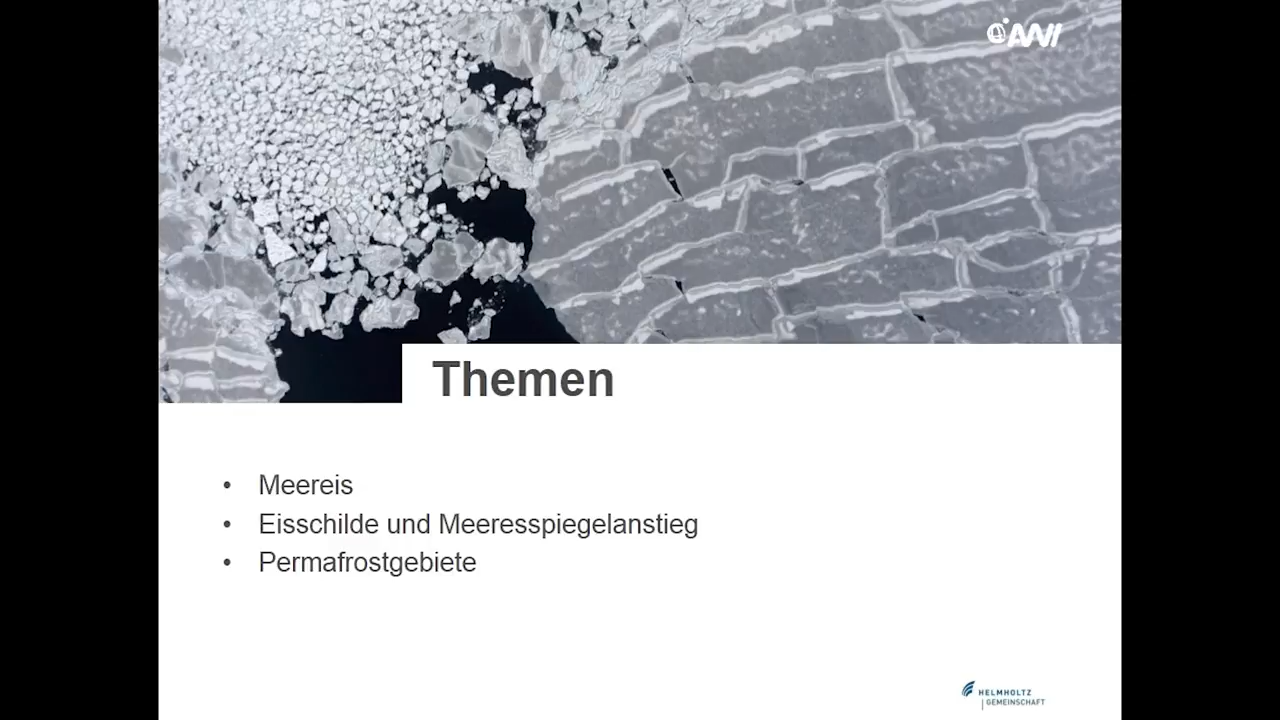 AWI
Themen
• Meereis
• Eisschilde und Meeresspiegelanstieg
• Permafrostgebiete
HELMHOLTZ
GEMEINSCHAFT